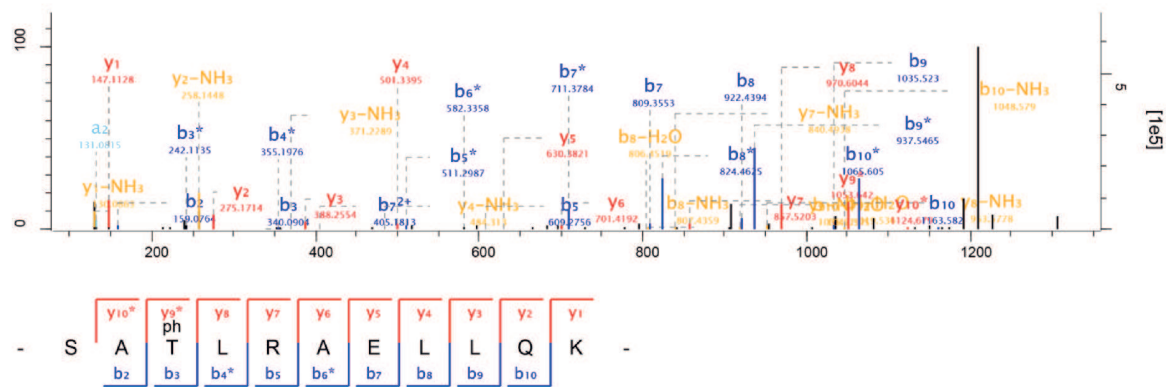 100
0
y1
147.1128
a2
131.0815
y2-NH3
258.1448
b3*
242.1135
b2
159.0764
y2
275.1714
b4*
355.1976
b3
340.0904
y3-NH3
371.2289
y3
388.2554
y4
501.3395
b7 2+
405.1813
b6*
582.3358
b5*
511.2987
y4-NH3
b7*
711.3784
y5
630.3821
b5
609.2756
y6
701.4192
b7
809.3553
b8-H2O
b8-NH3
b8
922.4394
b8*
824.4625
y7
857.5203
y7-NH3
y8
970.6044
b9
1035.523
b9*
937.5465
b10*
1065.605
y9*
y10*
b10
1163.582
y8-NH3
b10-NH3
1048.579
5
[1e5]
200 400 600 800 1000 1200
y10* y9* y8 y7 y6 y5 y4 y3 y2 y1
ph
- S A T L R A E L L Q K -
b2 b3 b4* b5 b6* b7 b8 b9 b10